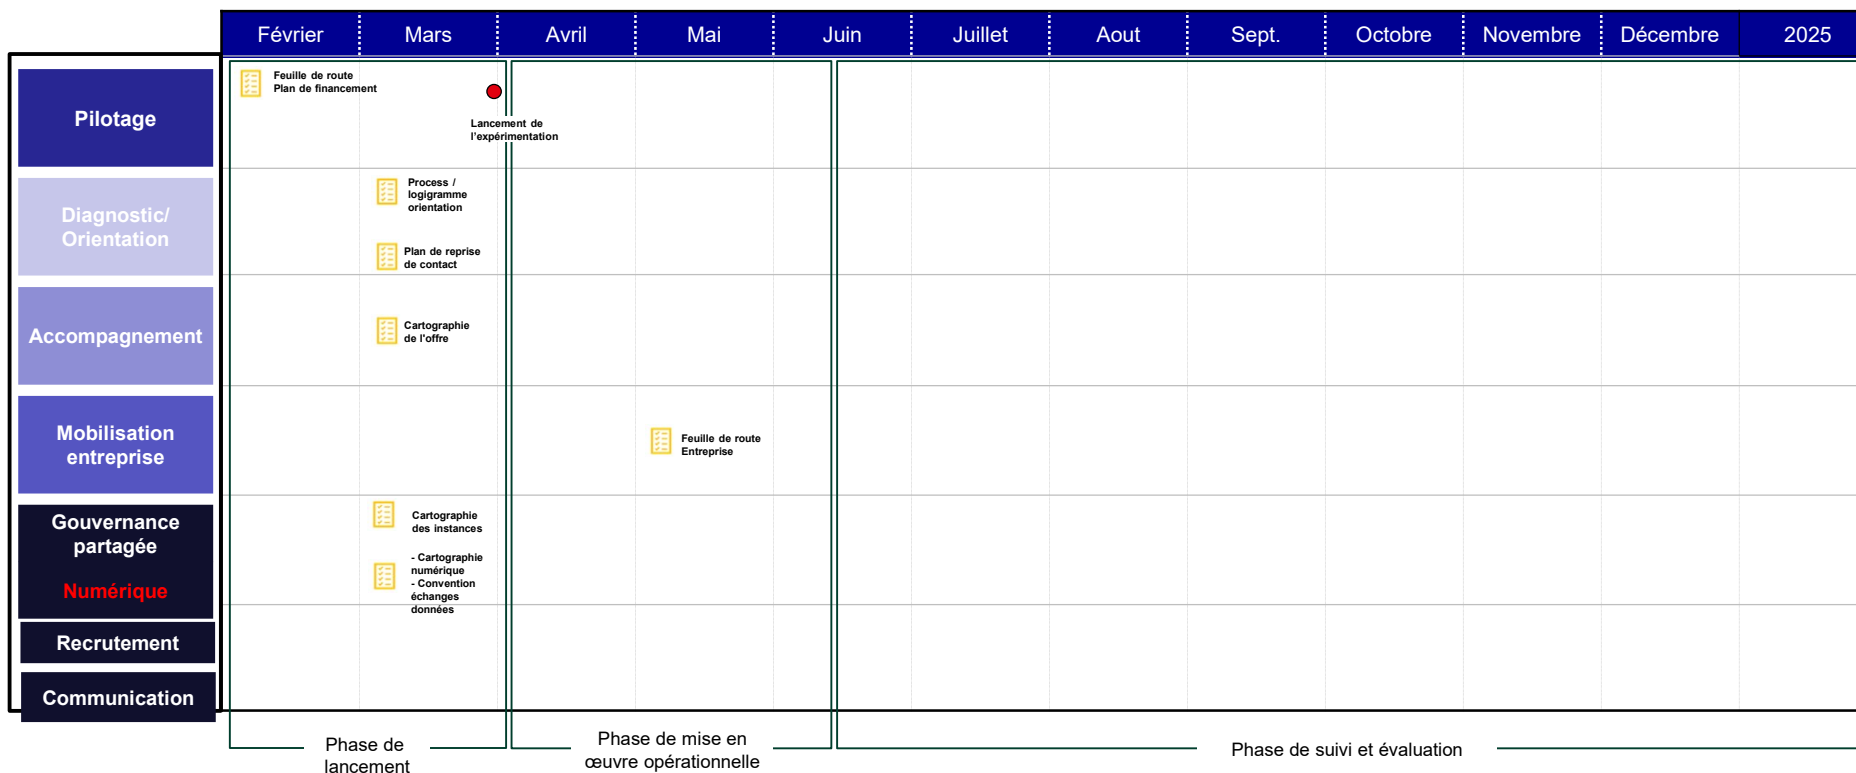 Février Mars Avril Mai Juin Juillet Aout Sept. Octobre Novembre Décembre 2025
Pilotage
Feuille de route
Plan de financement
Lancement de
l'expérimentation
Diagnostic/
Orientation
Process /
logigramme
orientation
Plan de reprise
de contact
Accompagnement
Cartographie
de l'offre
Mobilisation
entreprise
Feuille de route
Entreprise
Gouvernance
partagée
Numérique
Cartographie
des instances
- Cartographie
numérique
- Convention
échanges
données
Recrutement
Communication
Phase de
lancement
Phase de mise en
œuvre opérationnelle
Phase de suivi et évaluation